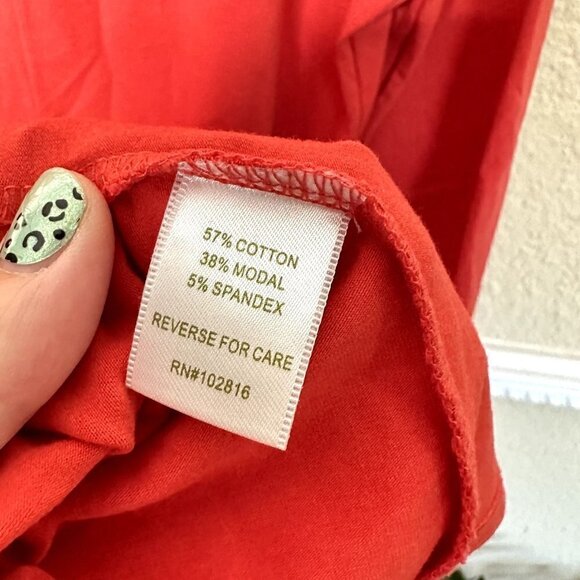 57% COTTON
38% MODAL
5% SPANDEX
REVERSE FOR CARE
RN#102816